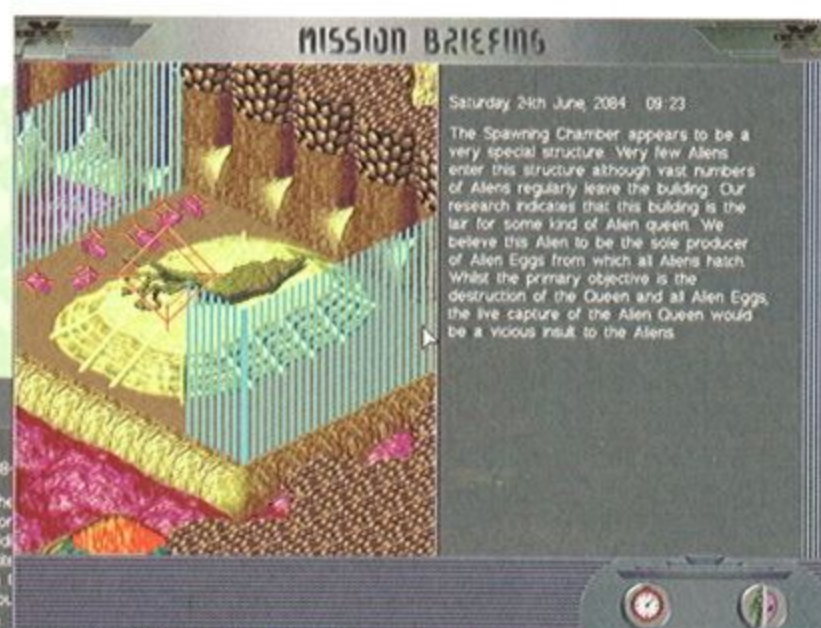 MISSION BRIEFING
Saturday, 24th June, 2084 09:23
The Spawning Chamber appears to be a
very special structure. Very few Aliens
enter this structure although vast numbers
of Aliens regularly leave the building. Our
research indicates that this building is the
lair for some kind of Alien queen. We
believe this Alien to be the sole producer
of Alien Eggs from which all Aliens hatch.
Whilst the primary objective is the
destruction of the Queen and all Alien Eggs,
the live capture of the Alien Queen would
be a vicious insult to the Aliens